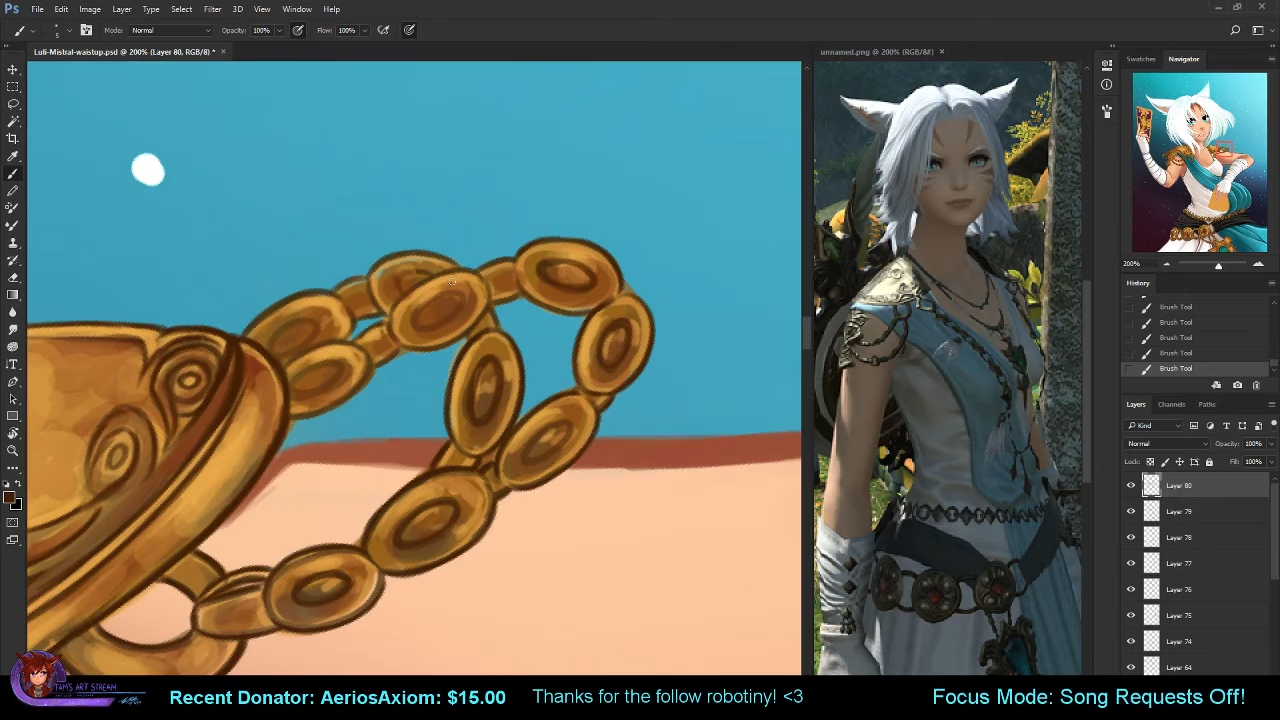 Ps File Edit Image Layer Type Select Filter 3D View Window Help
5 Mode: Normal Opacity: 100% Flow: 100%
Luli-Mistral-waistup.psd @ 200% (Layer 80, RGB/8) * ×
unnamed.png @ 200% (RGB/8#) ×
Swatches Navigator
200%
History
Brush Tool
Brush Tool
Brush Tool
Brush Tool
Brush Tool
Layers Channels Paths
Kind
Normal Opacity: 100%
Lock: Fill: 100%
Layer 80
Layer 79
Layer 78
Layer 77
Layer 76
Layer 75
Layer 74
Layer 64
TAM'S ART STREAM
Recent Donator: AeriosAxiom: $15.00
Thanks for the follow robotiny! <3
Focus Mode: Song Requests Off!